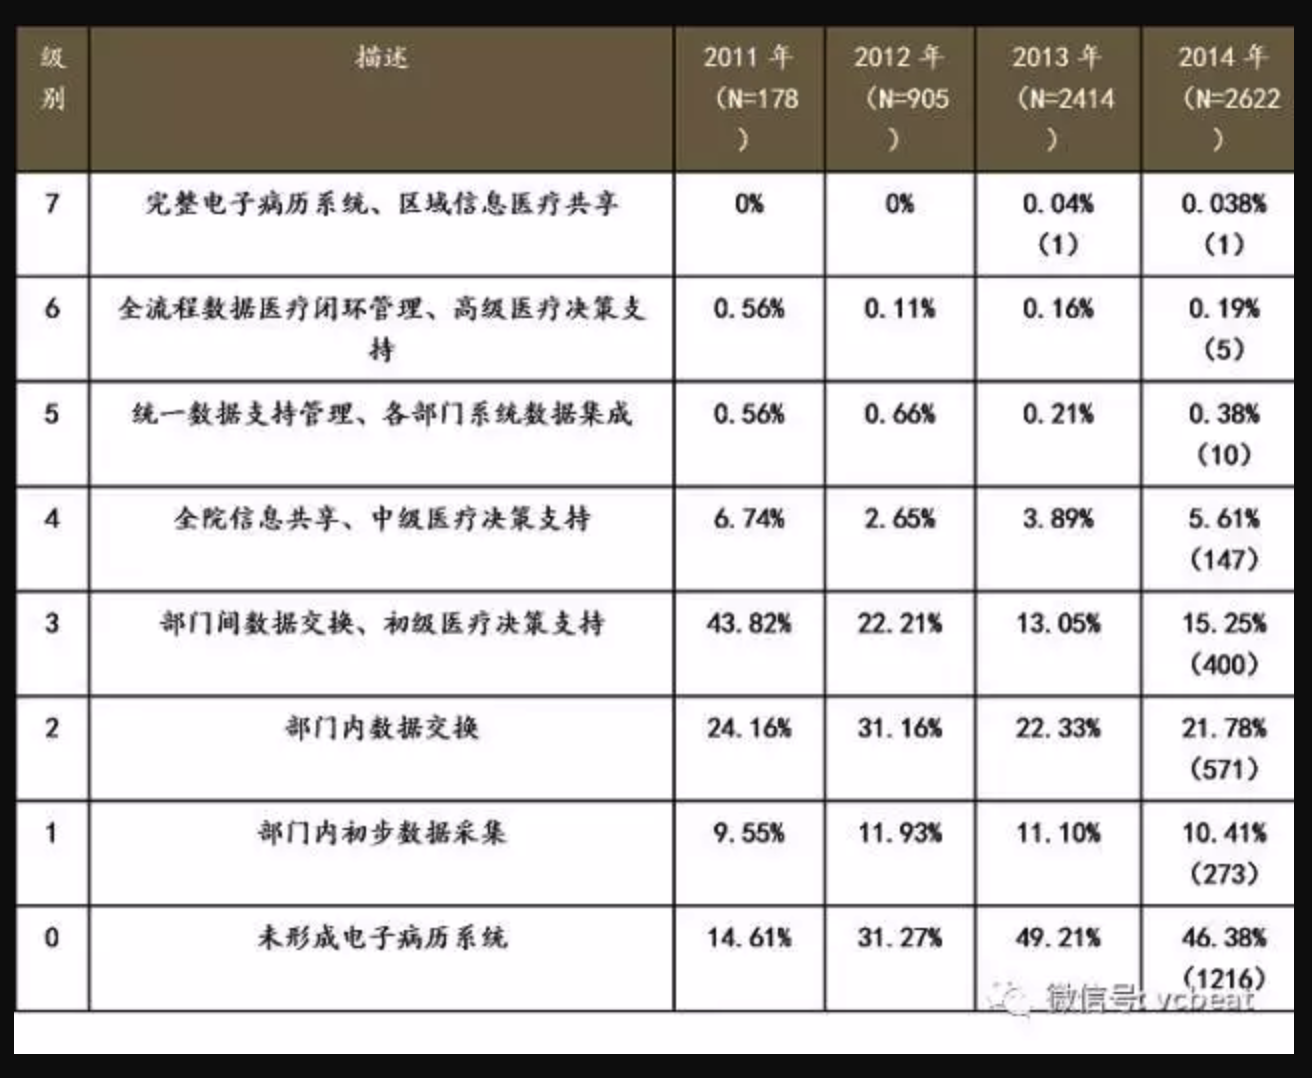 级别 描述 2011 年（N=178） 2012 年（N=905） 2013 年（N=2414） 2014 年（N=2622）
7 完整电子病历系统、区域信息医疗共享 0% 0% 0.04%（1） 0.038%（1）
6 全流程数据医疗闭环管理、高级医疗决策支持 0.56% 0.11% 0.16% 0.19%（5）
5 统一数据支持管理、各部门系统数据集成 0.56% 0.66% 0.21% 0.38%（10）
4 全院信息共享、中级医疗决策支持 6.74% 2.65% 3.89% 5.61%（147）
3 部门间数据交换、初级医疗决策支持 43.82% 22.21% 13.05% 15.25%（400）
2 部门内数据交换 24.16% 31.16% 22.33% 21.78%（571）
1 部门内初步数据采集 9.55% 11.93% 11.10% 10.41%（273）
0 未形成电子病历系统 14.61% 31.27% 49.21% 46.38%（1216）
微信号: vcbeat